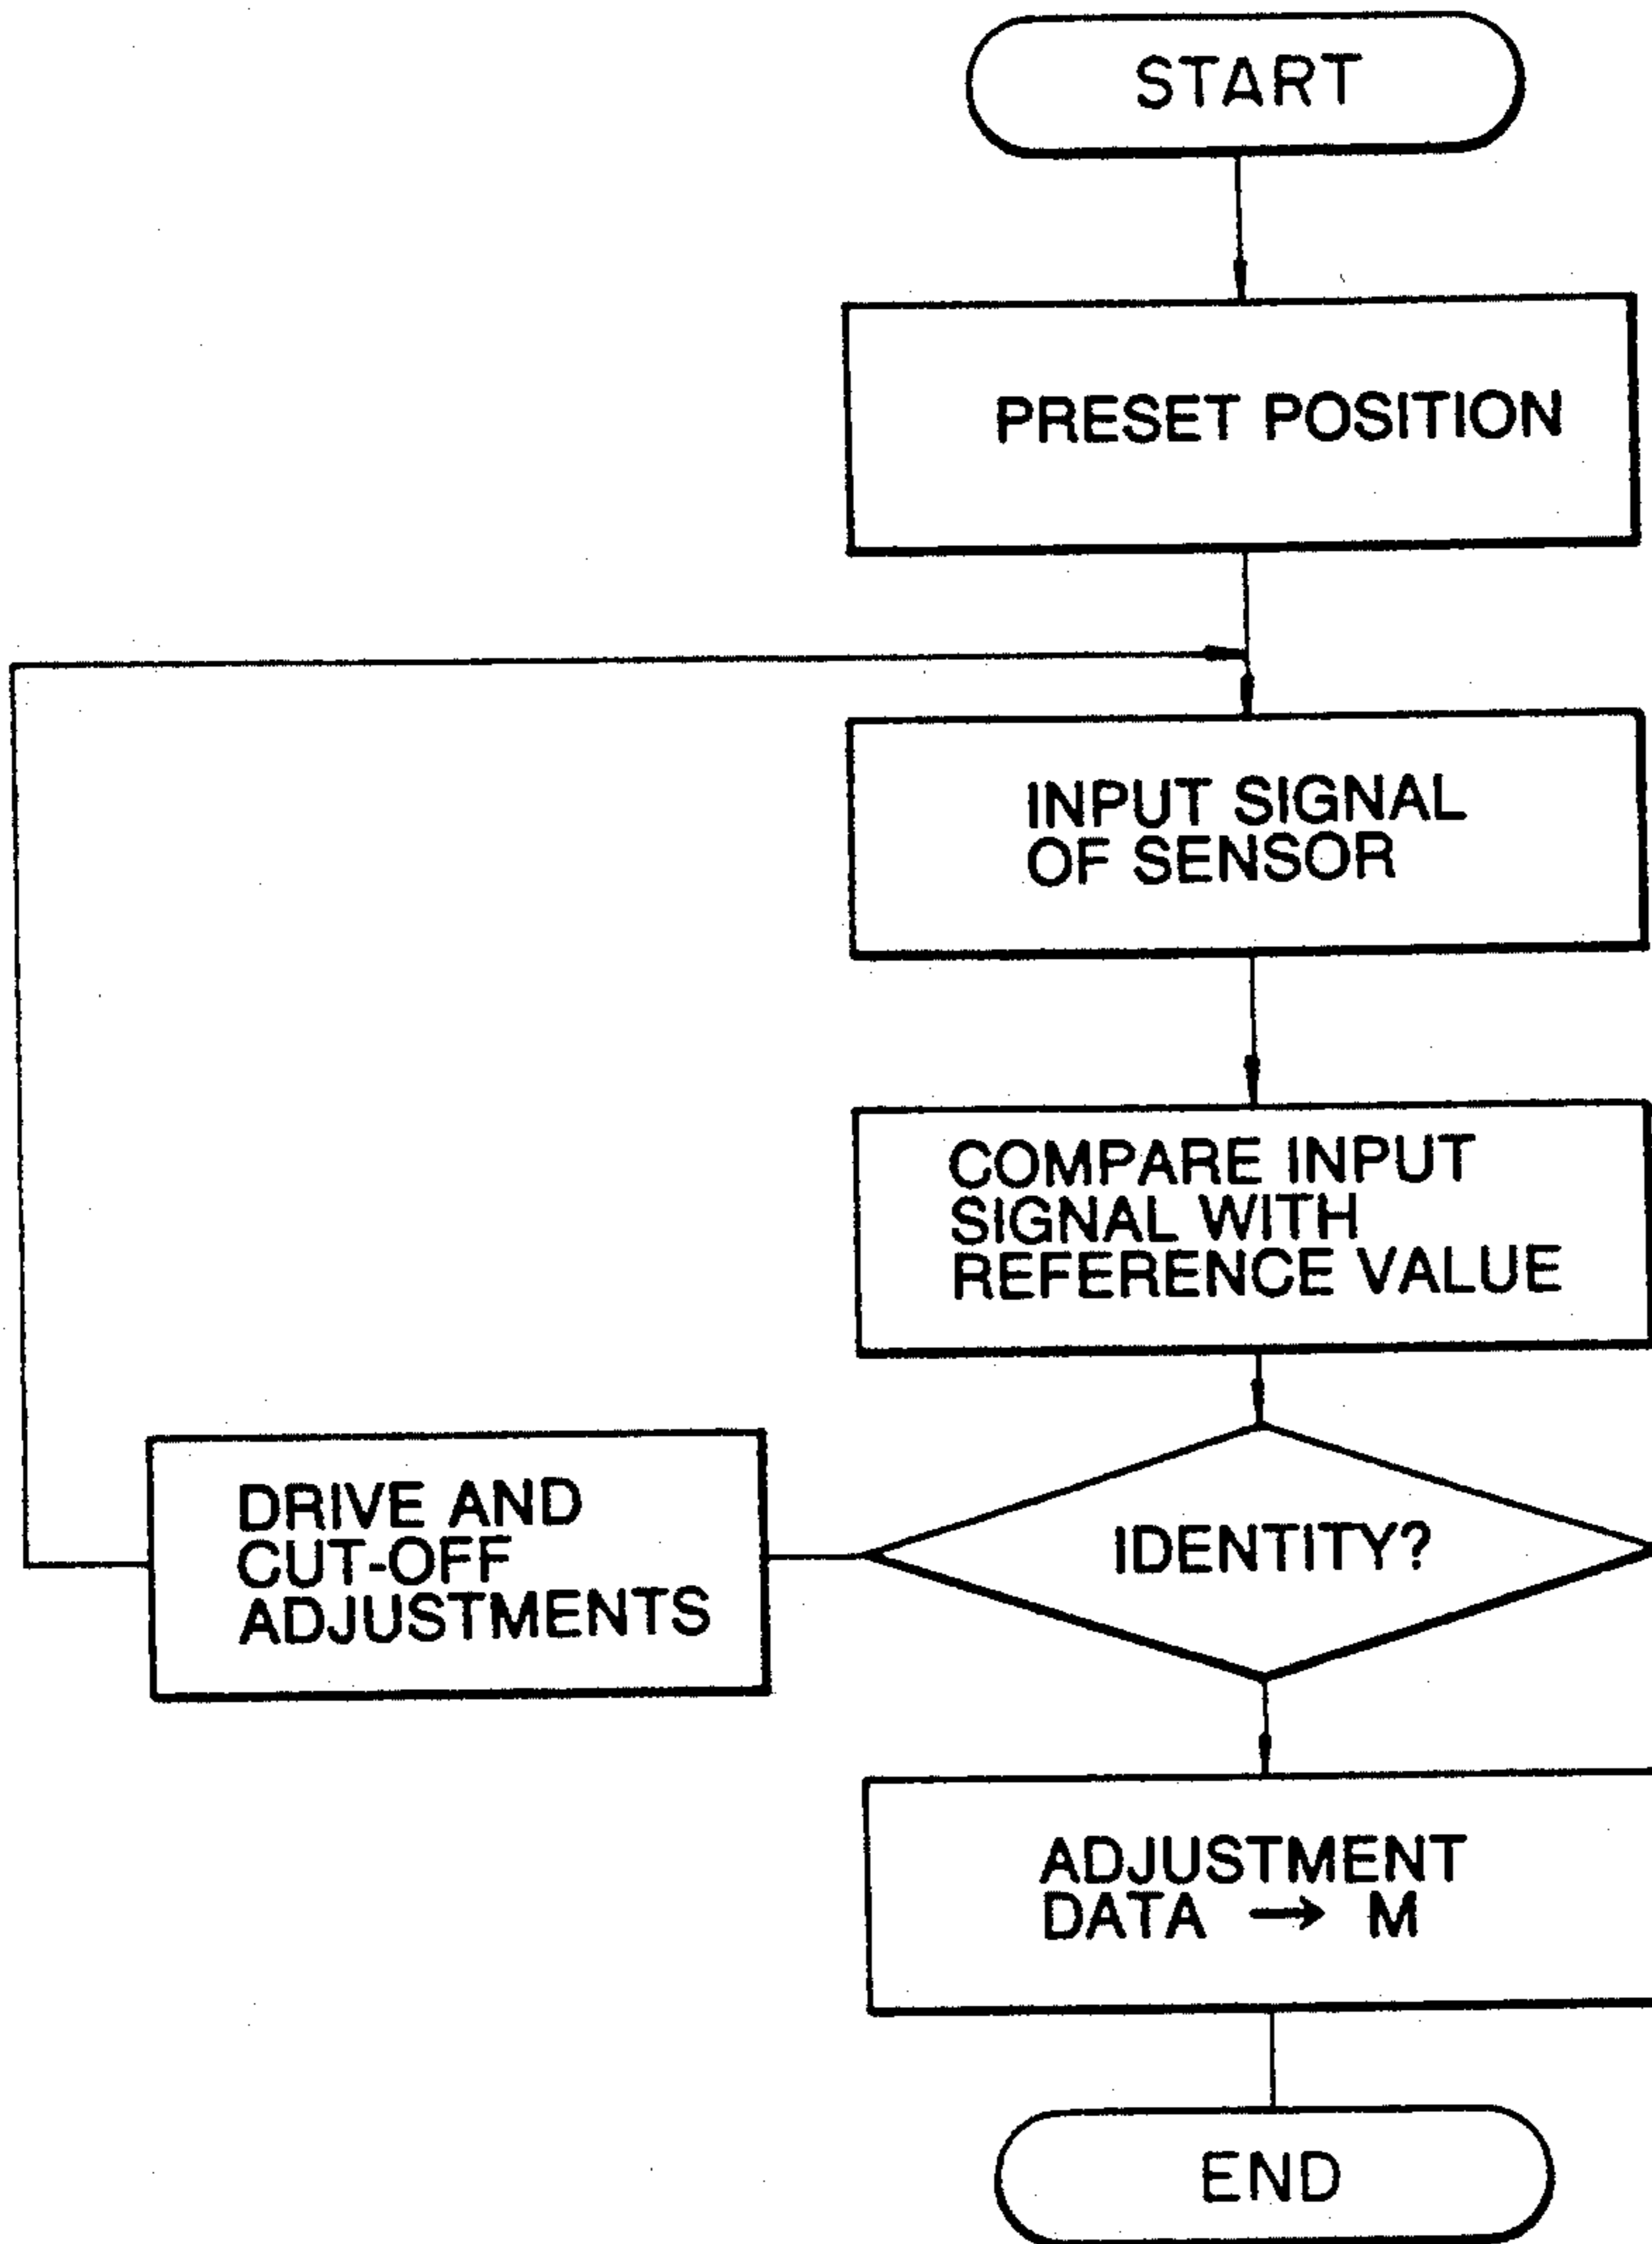 START
PRESET POSITION
INPUT SIGNAL
OF SENSOR
COMPARE INPUT
SIGNAL WITH
REFERENCE VALUE
IDENTITY?
DRIVE AND
CUT-OFF
ADJUSTMENTS
ADJUSTMENT
DATA → M
END